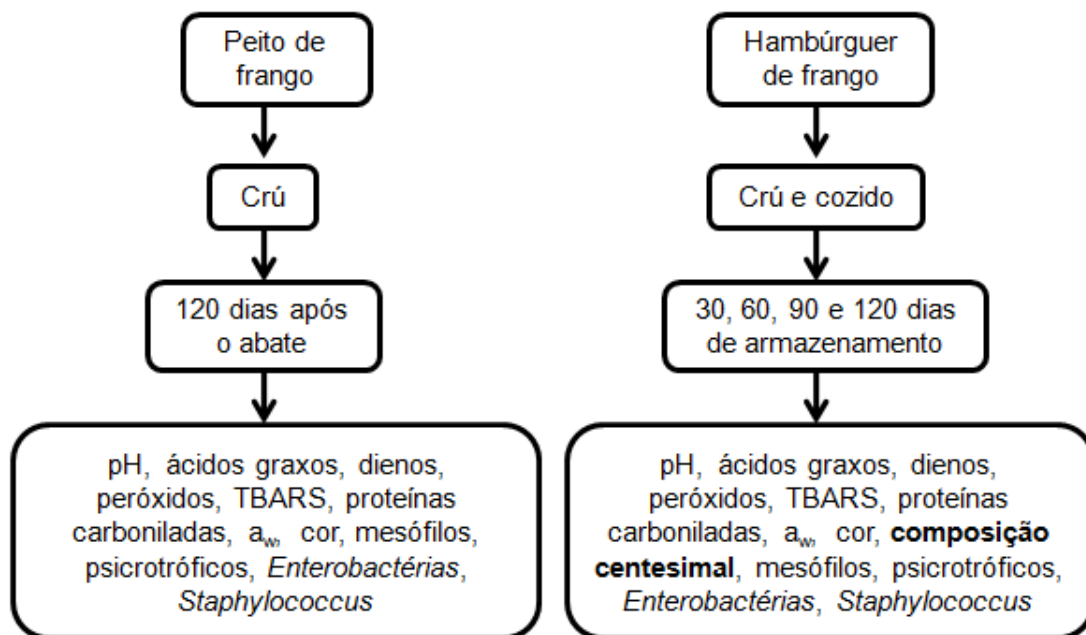 Peito de
frango
Crú
120 dias após
o abate
pH, ácidos graxos, dienos,
peróxidos, TBARS, proteínas
carboniladas, aw, cor, mesófilos,
psicrotróficos, Enterobactérias,
Staphylococcus
Hambúrguer
de frango
Crú e cozido
30, 60, 90 e 120 dias
de armazenamento
pH, ácidos graxos, dienos,
peróxidos, TBARS, proteínas
carboniladas, aw, cor, composição
centesimal, mesófilos, psicrotróficos,
Enterobactérias, Staphylococcus